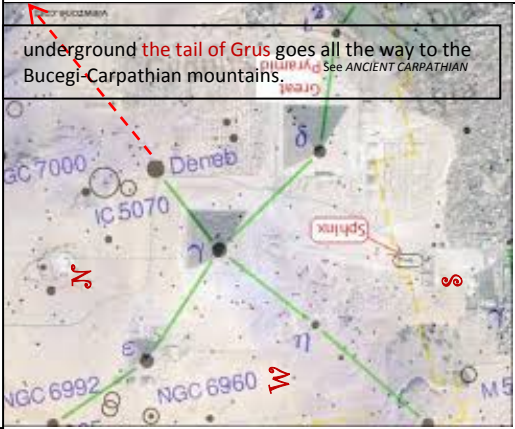 underground the tail of Grus goes all the way to the
Bucegi-Carpathian mountains. See ANCIENT CARPATHIAN
Great
Pyramid
δ
GC 7000
Deneb
IC 5070
Sphinx
γ
N
S
η
ε
W
NGC 6992
NGC 6960
M 5